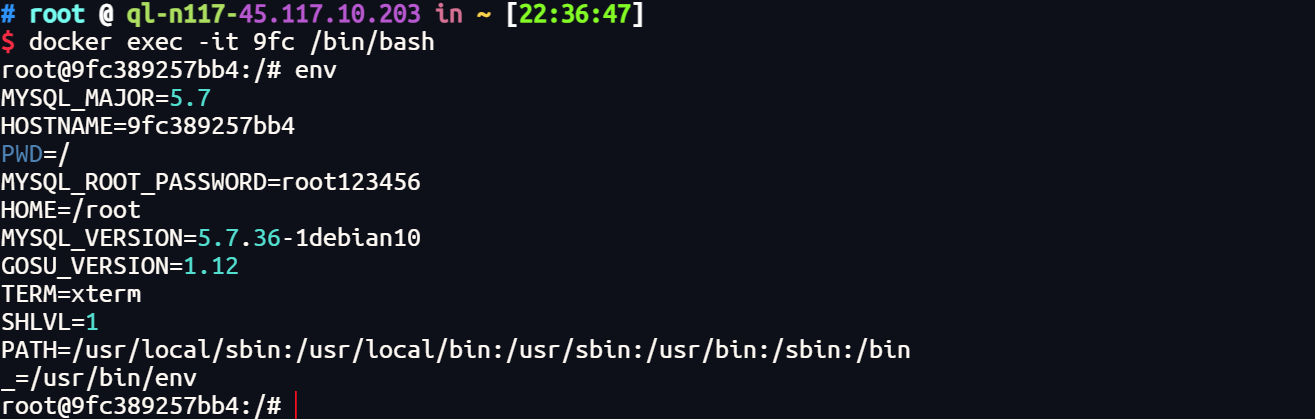 # root @ ql-n117-45.117.10.203 in ~ [22:36:47]
$ docker exec -it 9fc /bin/bash
root@9fc389257bb4:/# env
MYSQL_MAJOR=5.7
HOSTNAME=9fc389257bb4
PWD=/
MYSQL_ROOT_PASSWORD=root123456
HOME=/root
MYSQL_VERSION=5.7.36-1debian10
GOSU_VERSION=1.12
TERM=xterm
SHLVL=1
PATH=/usr/local/sbin:/usr/local/bin:/usr/sbin:/usr/bin:/sbin:/bin
_=/usr/bin/env
root@9fc389257bb4:/#